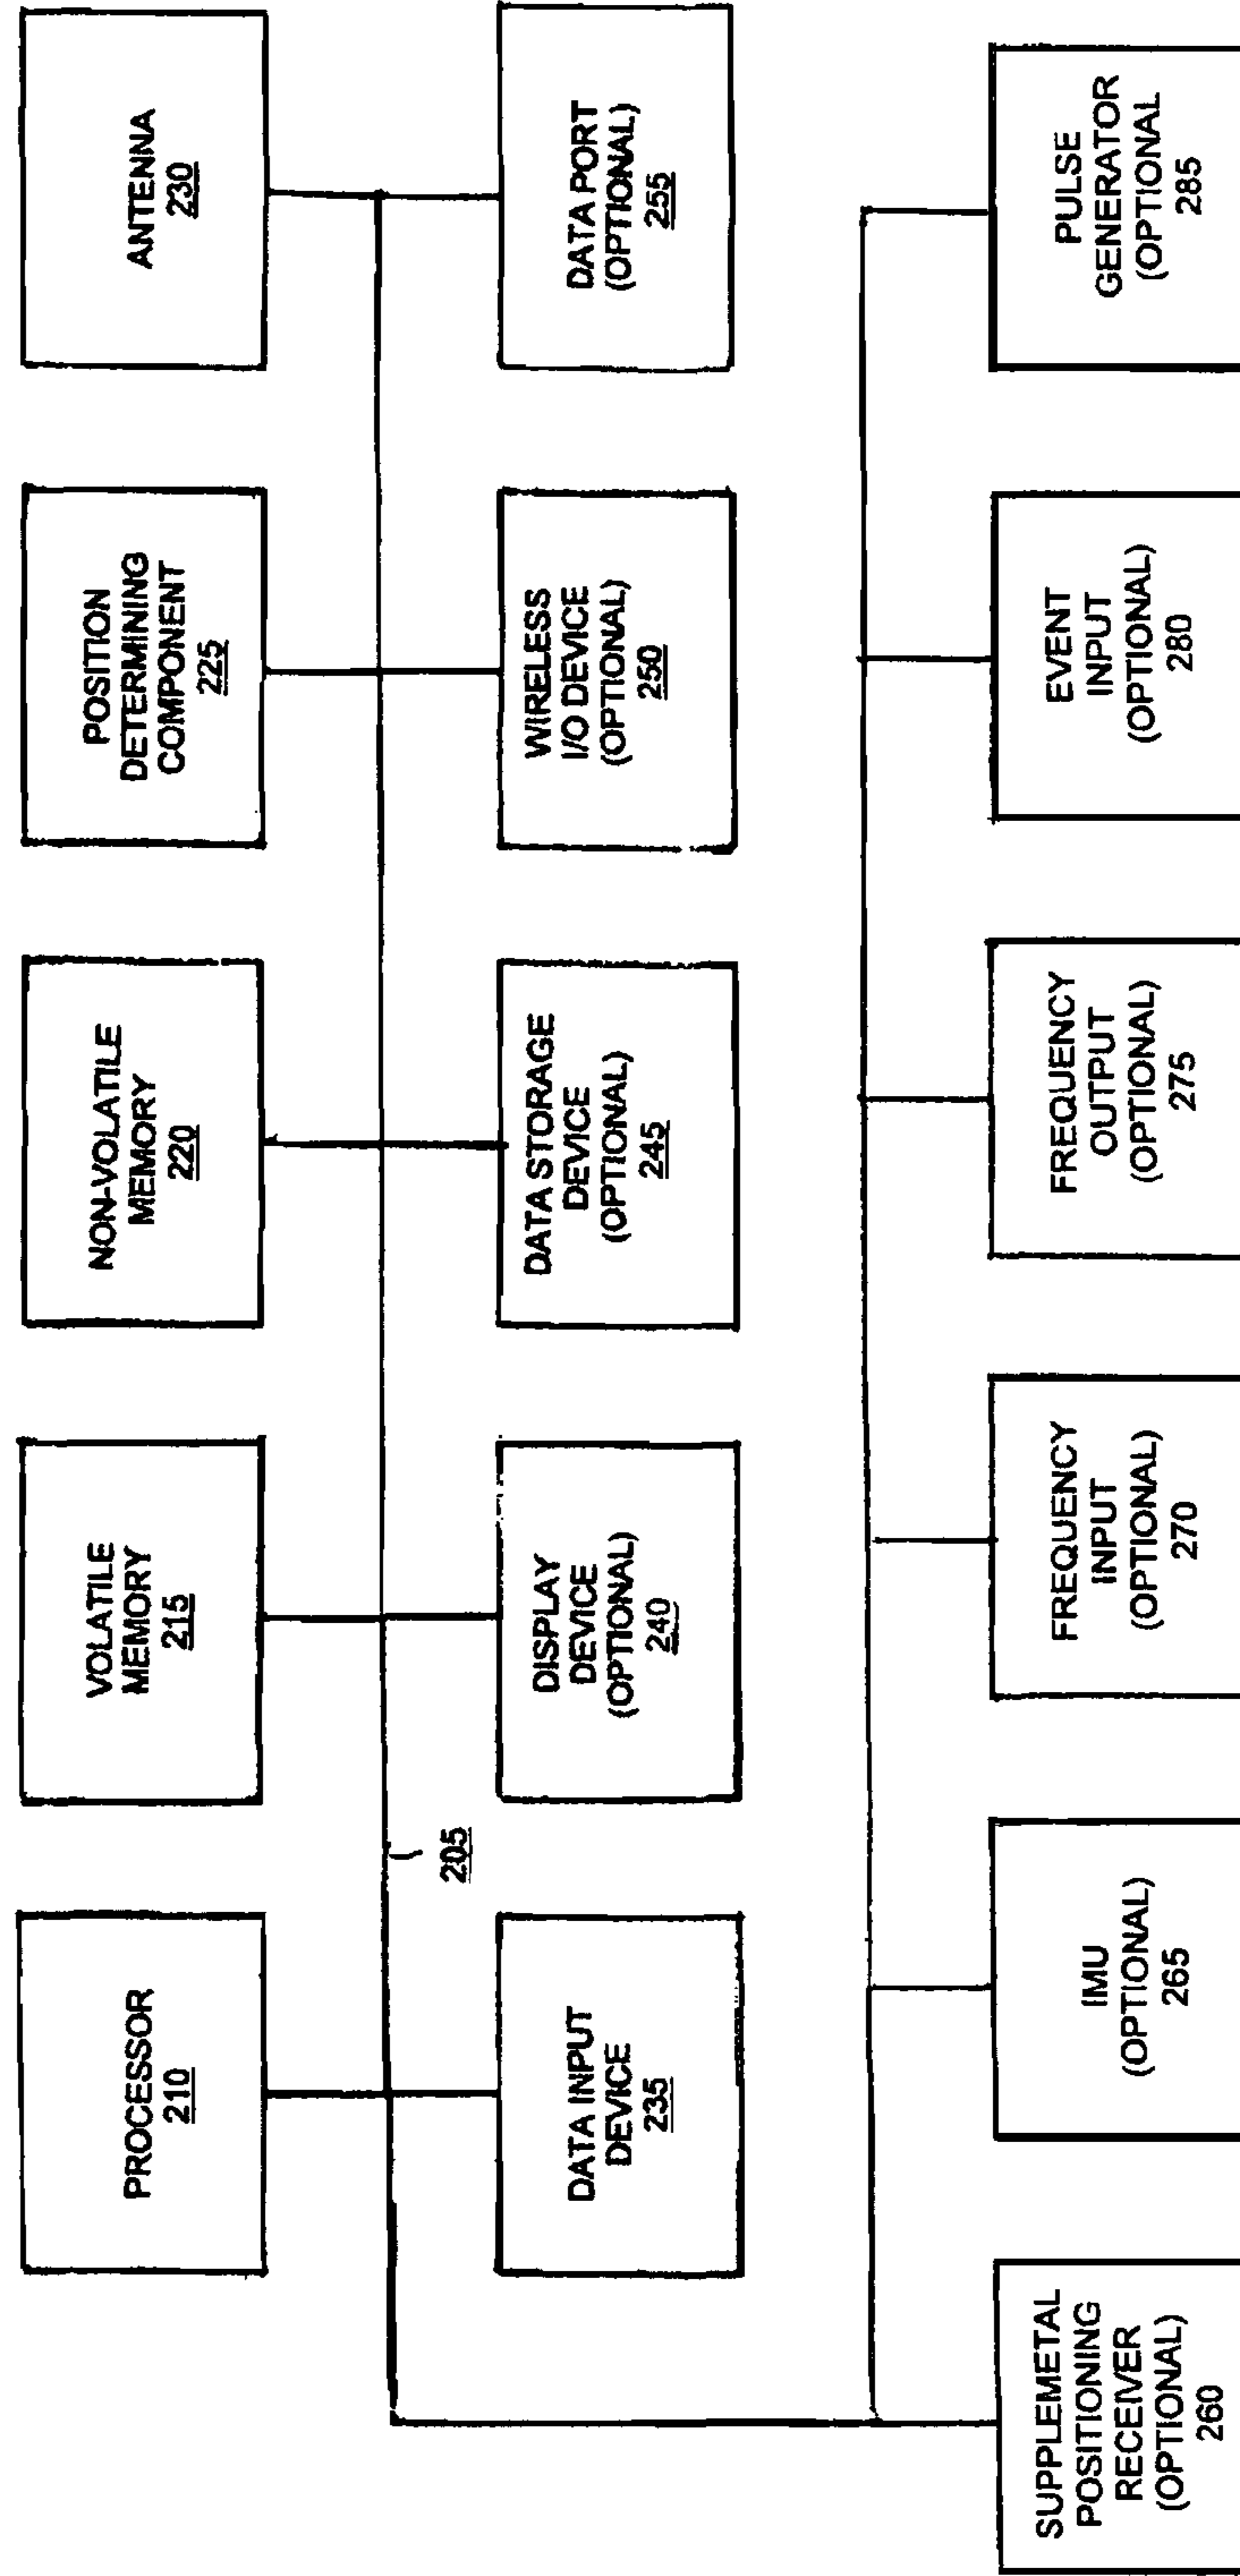 PROCESSOR
210
VOLATILE
MEMORY
215
NON-VOLATILE
MEMORY
220
POSITION
DETERMINING
COMPONENT
225
ANTENNA
230
205
DATA INPUT
DEVICE
235
DISPLAY
DEVICE
(OPTIONAL)
240
DATA STORAGE
DEVICE
(OPTIONAL)
245
WIRELESS
I/O DEVICE
(OPTIONAL)
250
DATA PORT
(OPTIONAL)
255
SUPPLEMETAL
POSITIONING
RECEIVER
(OPTIONAL)
260
IMU
(OPTIONAL)
265
FREQUENCY
INPUT
(OPTIONAL)
270
FREQUENCY
OUTPUT
(OPTIONAL)
275
EVENT
INPUT
(OPTIONAL)
280
PULSE
GENERATOR
(OPTIONAL
285